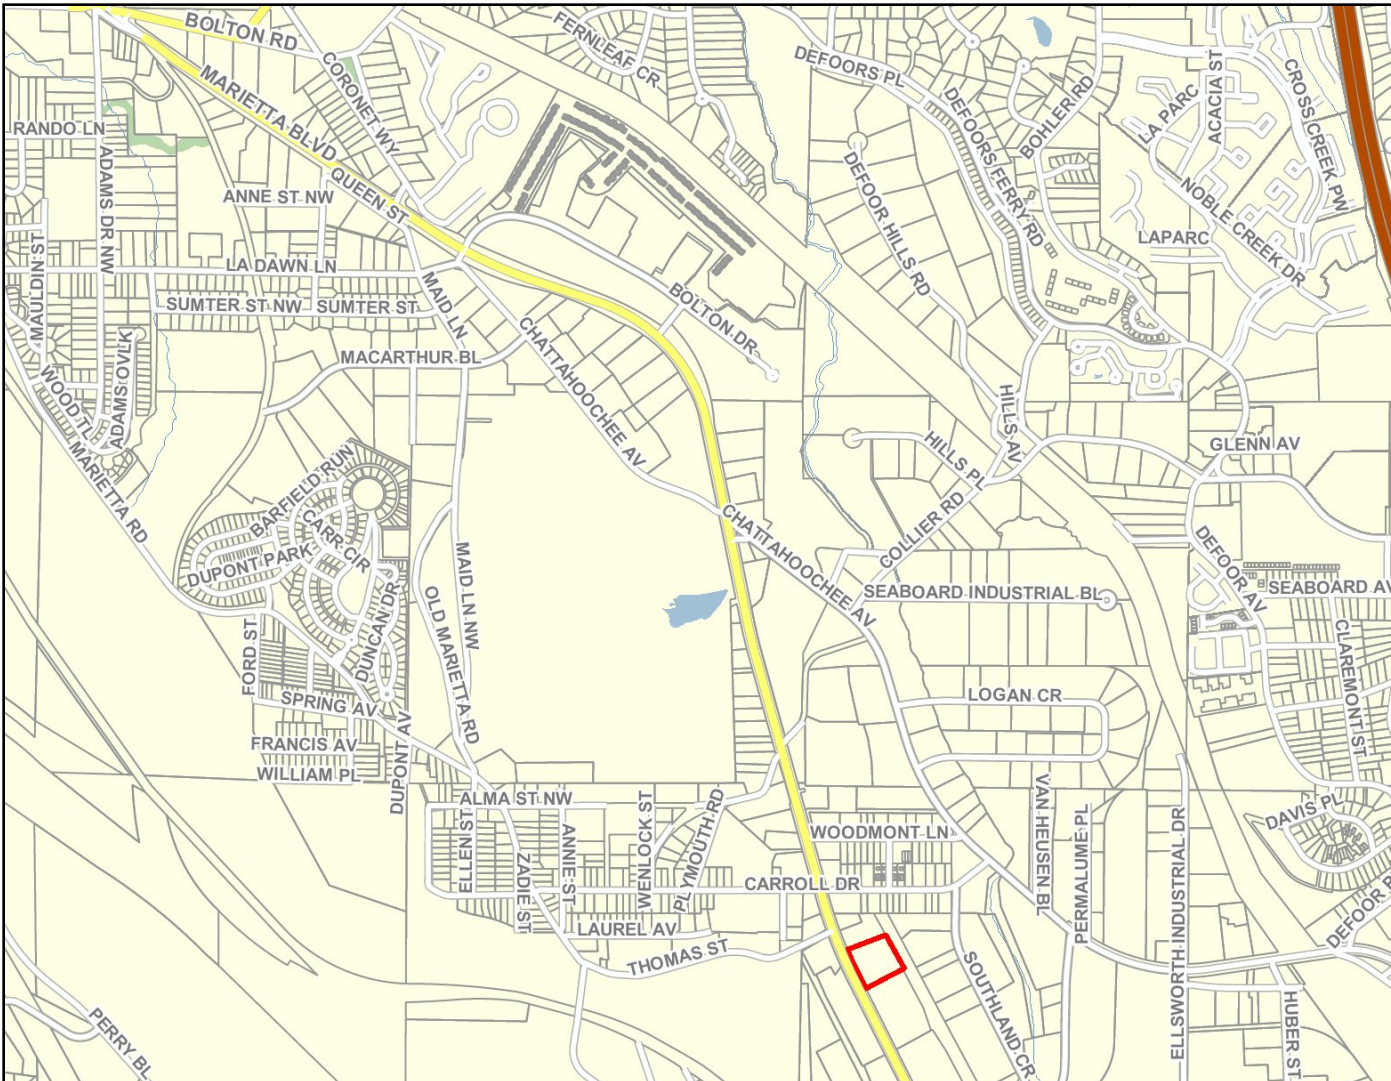 BOLTON RD
FERNLEAF CR
MARIETTA BLVD
CORONET WY
DEFOORS PL
DEFOORS FERRY RD
BOHLER RD
LA PARC
ACACIA ST
CROSS CREEK PW
RANDO LN
ADAMS DR NW
ANNE ST NW
QUEEN ST
DEFOOR HILLS RD
NOBLE CREEK DR
LAPARC
MAULDIN ST
LA DAWN LN
MAID LN
SUMTER ST NW
SUMTER ST
BOLTON DR
MACARTHUR BL
CHATTAHOOCHEE AV
ADAMS OVLK
WOOD TL
MARIETTA RD
HILLS AV
HILLS PL
GLENN AV
BARFIELD RUN
CARR CIR
DUPONT PARK
COLLIER RD
CHATTAHOOCHEE AV
DEFOOR AV
SEABOARD INDUSTRIAL BL
SEABOARD AV
MAID LN NW
OLD MARIETTA RD
DUNCAN DR
FORD ST
CLAREMONT ST
SPRING AV
LOGAN CR
FRANCIS AV
WILLIAM PL
DUPONT AV
ALMA ST NW
ELLEN ST
ZADIE ST
ANNIE ST
WENLOCK ST
PLYMOUTH RD
WOODMONT LN
VAN HEUSEN BL
PERMALUME PL
ELLSWORTH INDUSTRIAL DR
DAVIS PL
CARROLL DR
LAUREL AV
THOMAS ST
SOUTHLAND CR
HUBER ST
PERRY BL